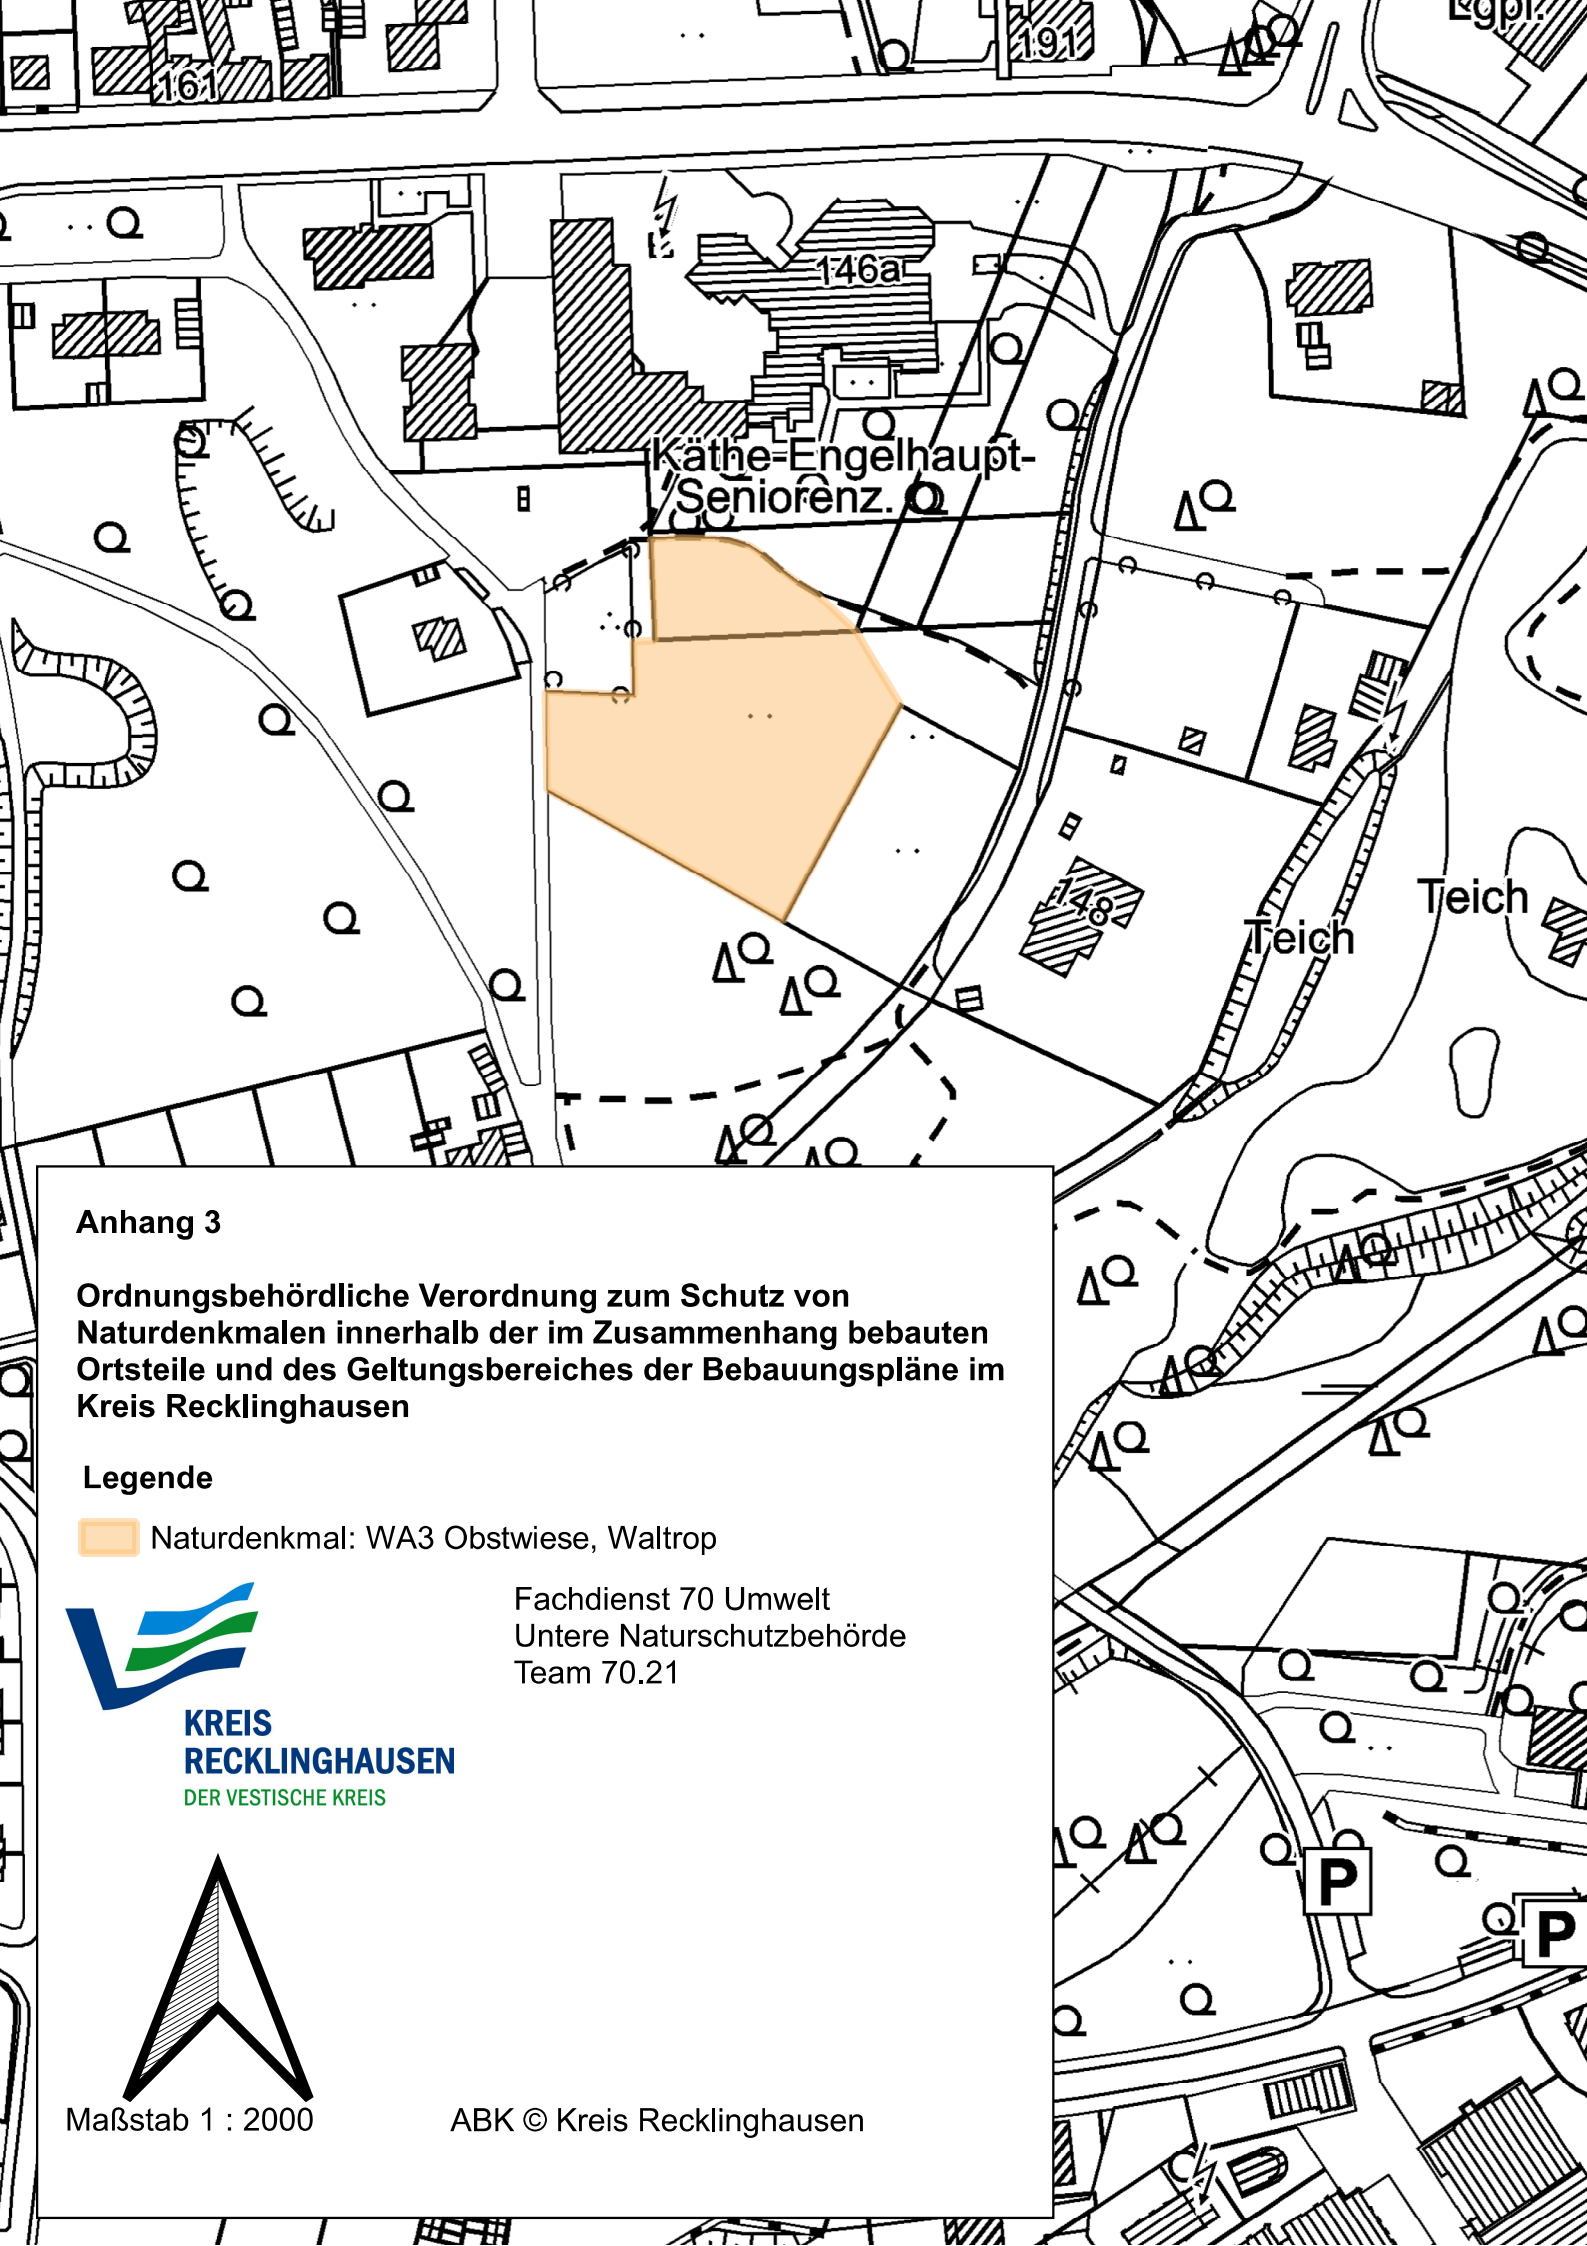 Lgpl.
191
161
146a
Käthe-Engelhaupt-
Seniorenz.
148
Teich
Teich
Anhang 3
Ordnungsbehördliche Verordnung zum Schutz von
Naturdenkmalen innerhalb der im Zusammenhang bebauten
Ortsteile und des Geltungsbereiches der Bebauungspläne im
Kreis Recklinghausen
Legende
Naturdenkmal: WA3 Obstwiese, Waltrop
Fachdienst 70 Umwelt
Untere Naturschutzbehörde
Team 70.21
KREIS
RECKLINGHAUSEN
DER VESTISCHE KREIS
P
P
Maßstab 1 : 2000
ABK © Kreis Recklinghausen